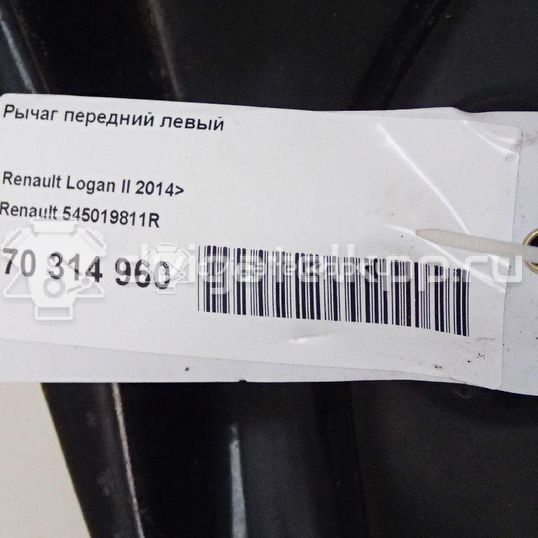 Рычаг передний левый
Renault Logan II 2014>
Renault 545019811R
70 314 960